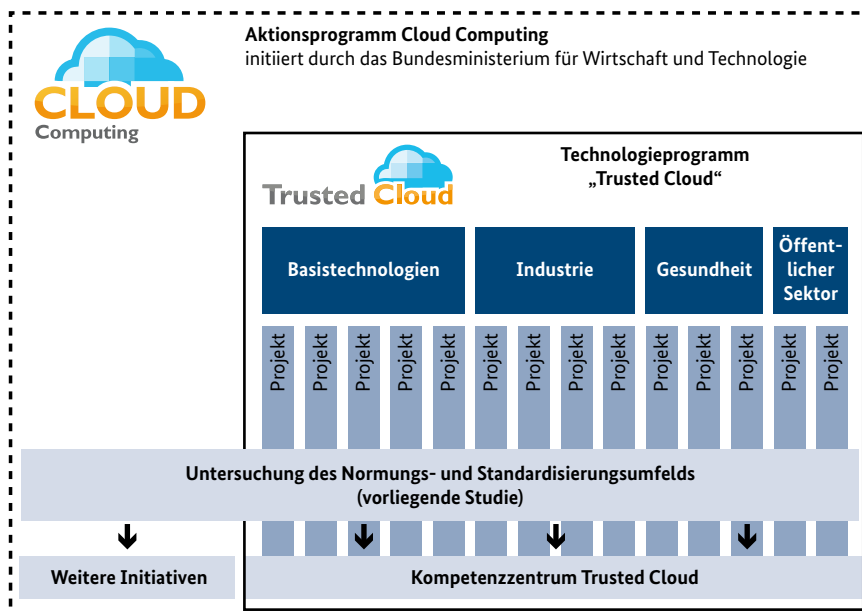 Aktionsprogramm Cloud Computing
initiiert durch das Bundesministerium für Wirtschaft und Technologie
CLOUD
Computing
Technologieprogramm
„Trusted Cloud“
Trusted Cloud
Basistechnologien
Industrie
Gesundheit
Öffent-
licher
Sektor
Projekt
Projekt
Projekt
Projekt
Projekt
Projekt
Projekt
Projekt
Projekt
Projekt
Projekt
Projekt
Projekt
Projekt
Untersuchung des Normungs- und Standardisierungsumfelds
(vorliegende Studie)
Weitere Initiativen
Kompetenzzentrum Trusted Cloud